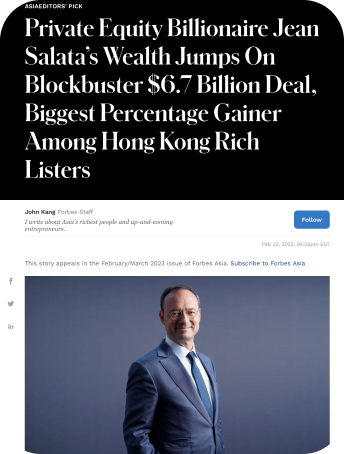 ASIAEDITORS' PICK
Private Equity Billionaire Jean
Salata's Wealth Jumps On
Blockbuster $6.7 Billion Deal,
Biggest Percentage Gainer
Among Hong Kong Rich
Listers
John Kang Forbes Staff
I write about Asia's richest people and up-and-coming
entrepreneurs.
Follow
Feb 22, 2023, 04:05pm EST
This story appears in the February/March 2023 issue of Forbes Asia. Subscribe to Forbes Asia
f
in